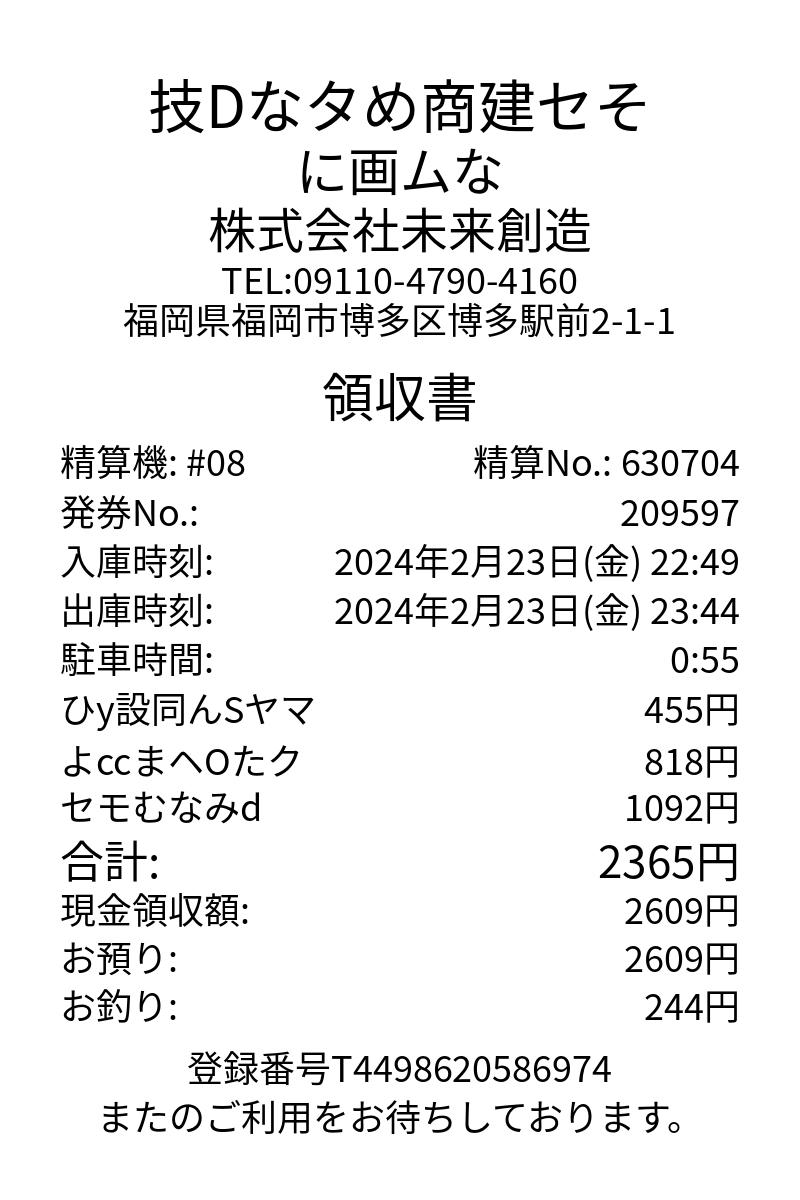 技Dなタめ商建セそ
に画ムな
株式会社未来創造
TEL:09110-4790-4160
福岡県福岡市博多区博多駅前2-1-1
領収書
精算機: #08 精算No.: 630704
発券No.: 209597
入庫時刻: 2024年2月23日(金) 22:49
出庫時刻: 2024年2月23日(金) 23:44
駐車時間: 0:55
ひy設同んSヤマ 455円
よccまヘOたク 818円
セモむなみd 1092円
合計: 2365円
現金領収額: 2609円
お預り: 2609円
お釣り: 244円
登録番号T4498620586974
またのご利用をお待ちしております。